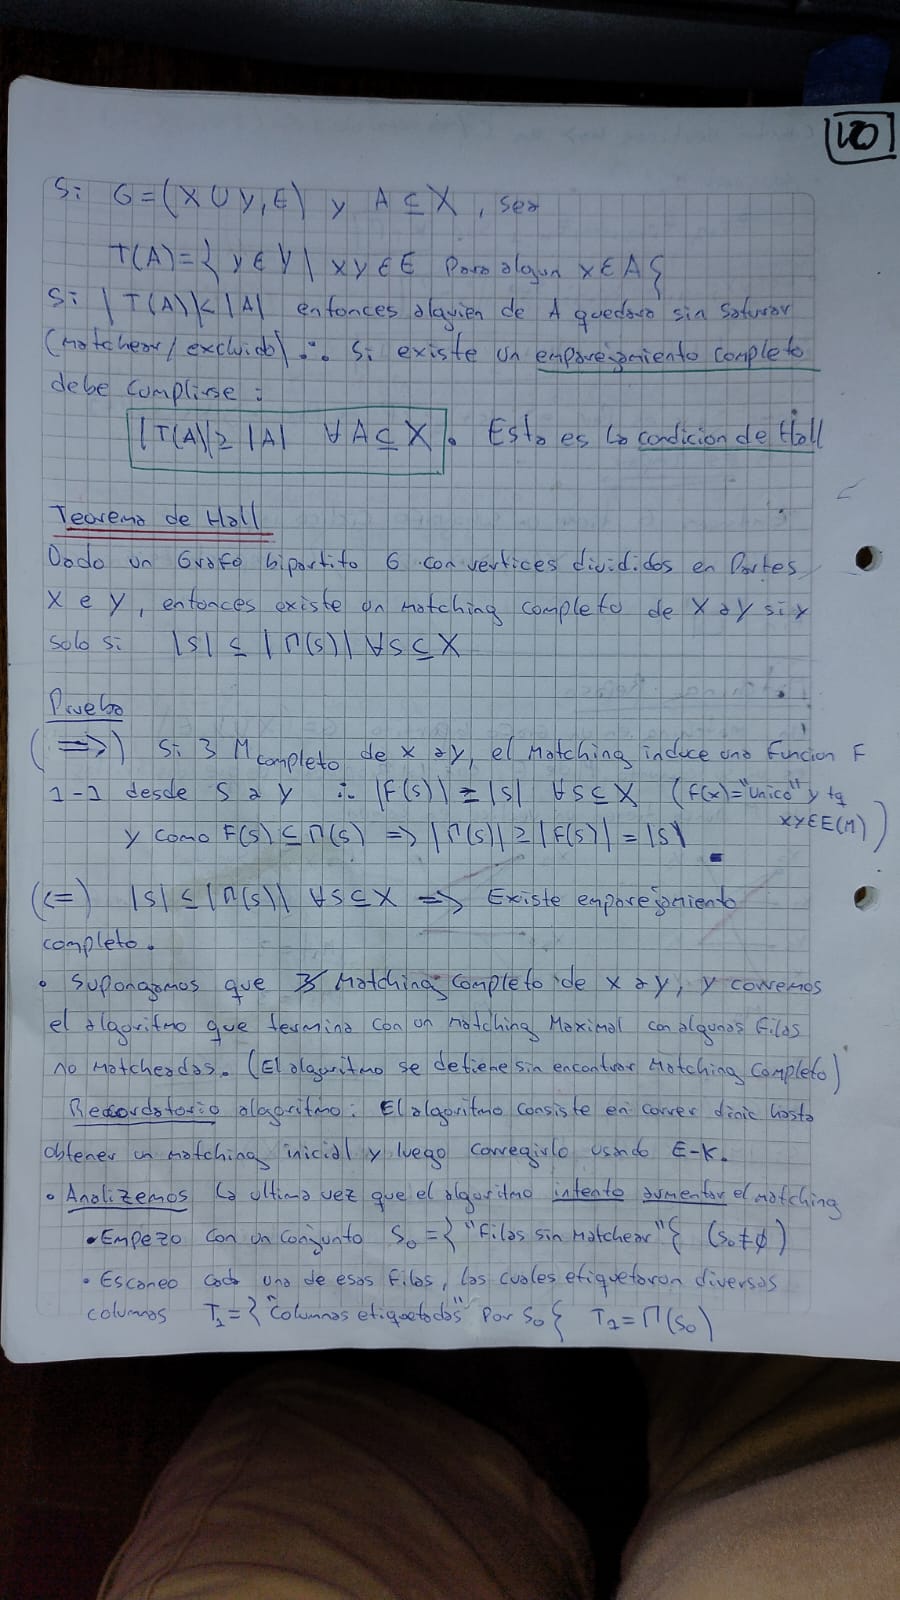 10
Si G=(X∪Y,E) y A⊆X, sea
Γ(A)={y∈Y | xy∈E para algun x∈A}
Si |Γ(A)|<|A| entonces alguien de A quedara sin saturar
(matchear/excluido) ∴ si existe un emparejamiento completo
debe cumplirse:
|Γ(A)|≥|A| ∀A⊆X. Esta es la condicion de Hall
Teorema de Hall
Dado un Grafo bipartito G con vertices divididos en Partes
X e Y, entonces existe un matching completo de X a Y si y
solo si |S| ≤ |Γ(S)| ∀S⊆X
Prueba
(=>) Si ∃ M completo de X a Y, el Matching induce una Funcion F
1-1 desde S a Y ∴ |F(S)| = |S| ∀S⊆X (f(x)="unico" y tq
xy∈E(M))
y como F(S)⊆Γ(S) => |Γ(S)|≥|F(S)|=|S|
(<=) |S|≤|Γ(S)| ∀S⊆X => Existe emparejamiento
completo.
• Supongamos que ∄ Matching completo de X a Y, y corremos
el algoritmo que termina con un matching Maximal con algunas filas
no matcheadas. (El olagoritmo se detiene sin encontrar Matching Completo)
Recordatorio olagoritmo: El algoritmo consiste en correr dinic hasta
obtener un matching inicial y luego corregirlo usando E-K.
• Analizemos la ultima vez que el algoritmo intento aumentar el matching
• Empezo con un conjunto S₀={"Filas sin matchear"} (S₀≠∅)
• Escaneo cada una de esas filas, las cuales etiquetaron diversas
columnas T₁={"columnas etiquetadas" por S₀} T₁=Γ(S₀)